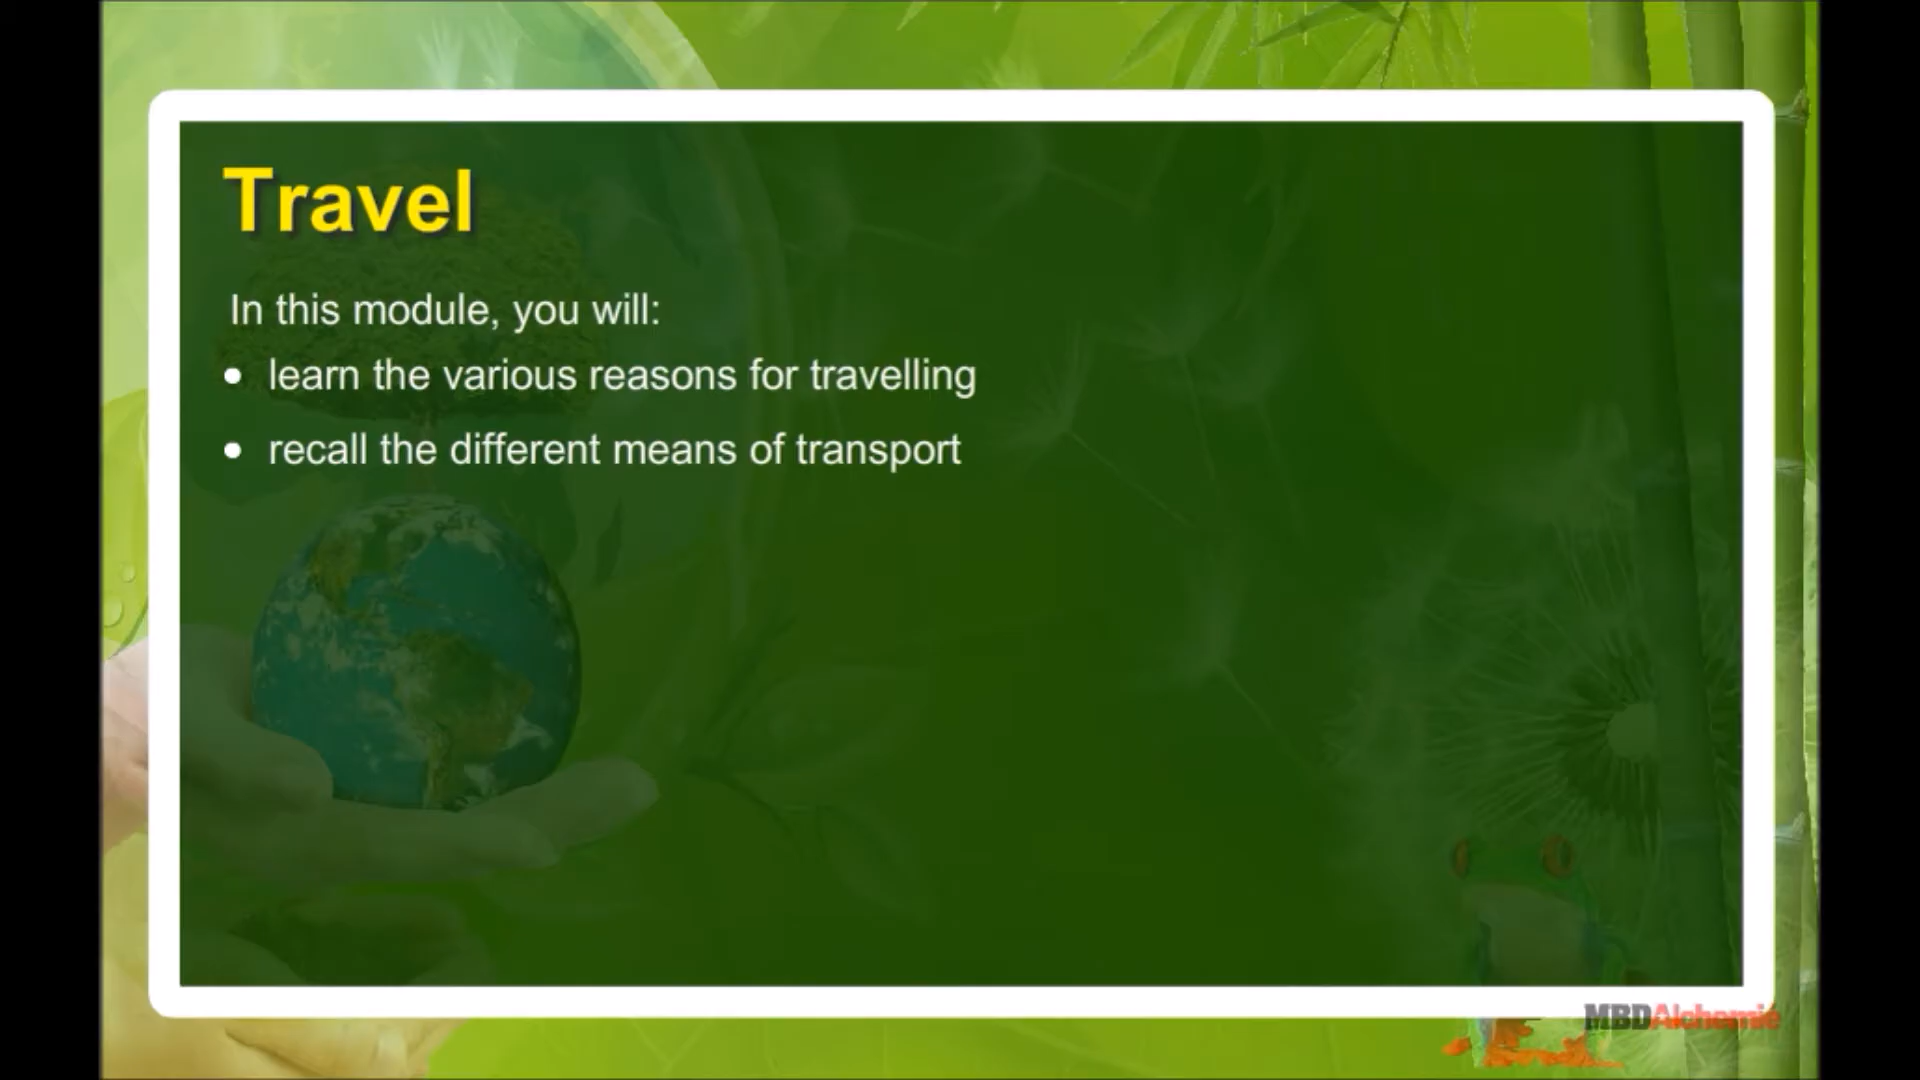 Travel
In this module, you will:
• learn the various reasons for travelling
• recall the different means of transport
MBDAlchemie